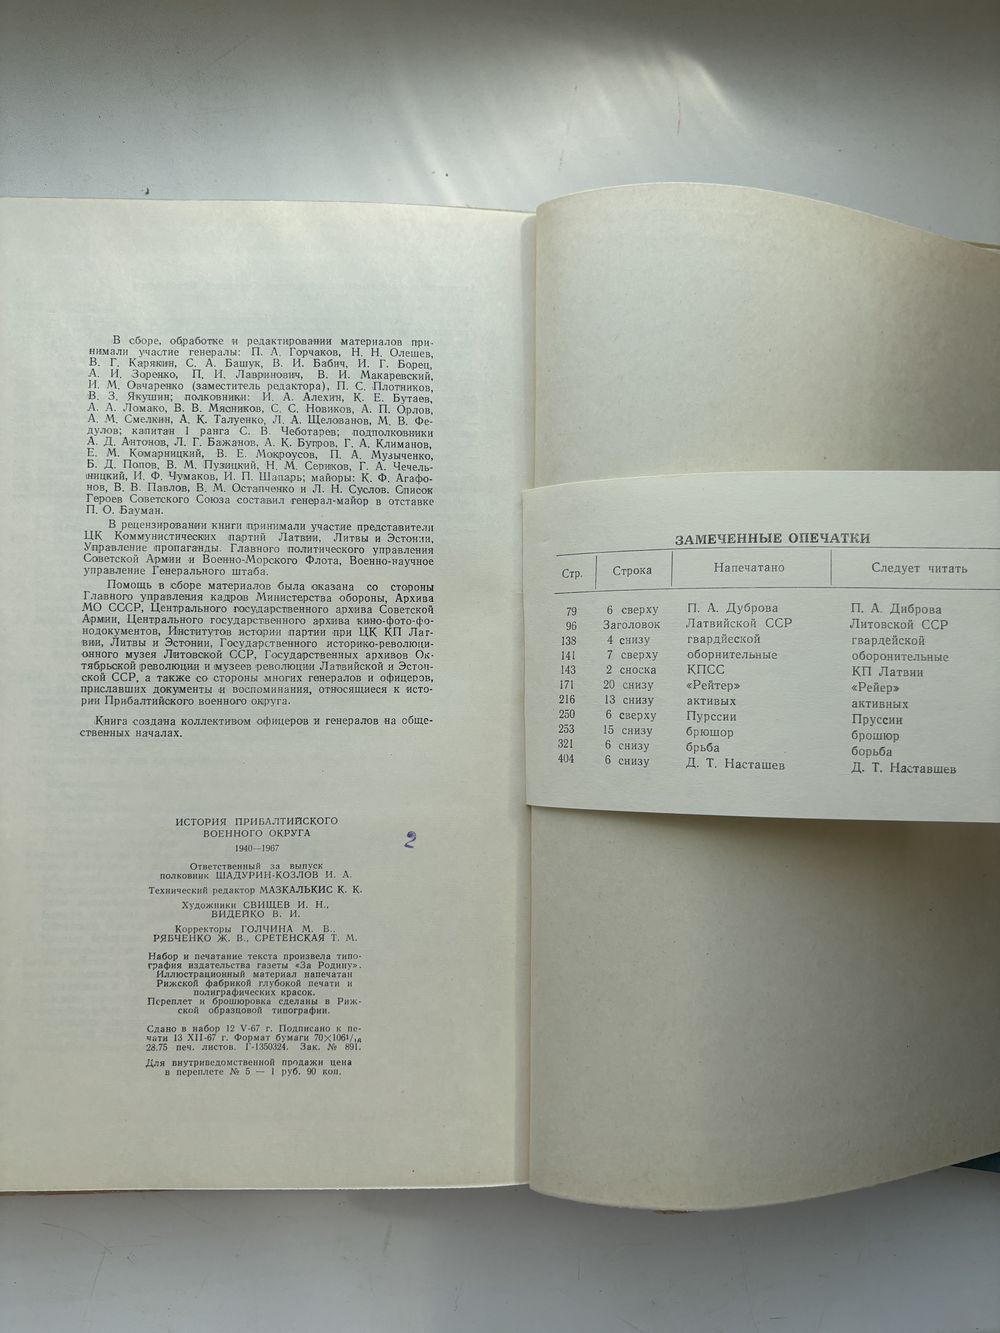 В сборе, обработке и редактировании материалов при-
нимали участие генералы: П. А. Горчаков, Н. Н. Олешев,
В. Г. Карякин, С. А. Башук, В. И. Бабич, И. Г. Борец,
А. И. Зоренко, П. И. Лавринович, В. И. Макаревский,
И. М. Овчаренко (заместитель редактора), П. С. Плотников,
В. З. Якушин; полковники: И. А. Алехин, К. Е. Бутаев,
А. А. Ломако, В. В. Мясников, С. С. Новиков, А. П. Орлов,
А. М. Смелкин, А. К. Талуенко, Л. А. Щелованов, М. В. Фе-
дулов; капитан 1 ранга С. В. Чеботарев; подполковники
А. Д. Антонов, Л. Г. Бажанов, А. К. Бупров, Г. А. Климанов,
Е. М. Комарницкий, В. Е. Мокроусов, П. А. Музыченко,
Б. Д. Попов, В. М. Пузицкий, Н. М. Сериков, Г. А. Чечель-
ницкий, И. Ф. Чумаков, И. П. Шапарь; майоры: К. Ф. Агафо-
нов, В. В. Павлов, В. М. Остапченко и Л. Н. Суслов. Список
Героев Советского Союза составил генерал-майор в отставке
П. О. Бауман.
В рецензировании книги принимали участие представители
ЦК Коммунистических партий Латвии, Литвы и Эстонии,
Управление пропаганды. Главного политического управления
Советской Армии и Военно-Морского Флота, Военно-научное
управление Генерального штаба.
Помощь в сборе материалов была оказана со стороны
Главного управления кадров Министерства обороны, Архива
МО СССР, Центрального государственного архива Советской
Армии, Центрального государственного архива кино-фото-фо-
нодокументов, Институтов истории партии при ЦК КП Лат-
вии, Литвы и Эстонии, Государственного историко-революци-
онного музея Литовской ССР, Государственных архивов Ок-
тябрьской революции и музеев революции Латвийской и Эстон-
ской ССР, а также со стороны многих генералов и офицеров,
приславших документы и воспоминания, относящиеся к исто-
рии Прибалтийского военного округа.
Книга создана коллективом офицеров и генералов на обще-
ственных началах.
ИСТОРИЯ ПРИБАЛТИЙСКОГО
ВОЕННОГО ОКРУГА
1940—1967
2
Ответственный за выпуск
полковник ШАДУРИН-КОЗЛОВ И. А.
Технический редактор МАЗКАЛЬКИС К. К.
Художники СВИЩЕВ И. Н.,
ВИДЕЙКО В. И.
Корректоры ГОЛЧИНА М. В.,
РЯБЧЕНКО Ж. В., СРЕТЕНСКАЯ Т. М.
Набор и печатание текста произвела типо-
графия издательства газеты «За Родину».
Иллюстрационный материал напечатан
Рижской фабрикой глубокой печати и
полиграфических красок.
Переплет и брошюровка сделаны в Риж-
ской образцовой типографии.
Сдано в набор 12 V-67 г. Подписано к пе-
чати 13 XII-67 г. Формат бумаги 70×106¹/₁₆
28.75 печ. листов. Г-1350324. Зак. № 891.
Для внутриведомственной продажи цена
в переплете № 5 — 1 руб. 90 коп.
ЗАМЕЧЕННЫЕ ОПЕЧАТКИ
Стр. Строка Напечатано Следует читать
79 6 сверху П. А. Дуброва П. А. Диброва
96 Заголовок Латвийской ССР Литовской ССР
138 4 снизу гвардйеской гвардейской
141 7 сверху оборнительные оборонительные
143 2 сноска КПСС КП Латвии
171 20 снизу «Рейтер» «Рейер»
216 13 снизу активых активных
250 6 сверху Пурссии Пруссии
253 15 снизу брюшор брошюр
321 6 снизу брьба борьба
404 6 снизу Д. Т. Насташев Д. Т. Наставшев